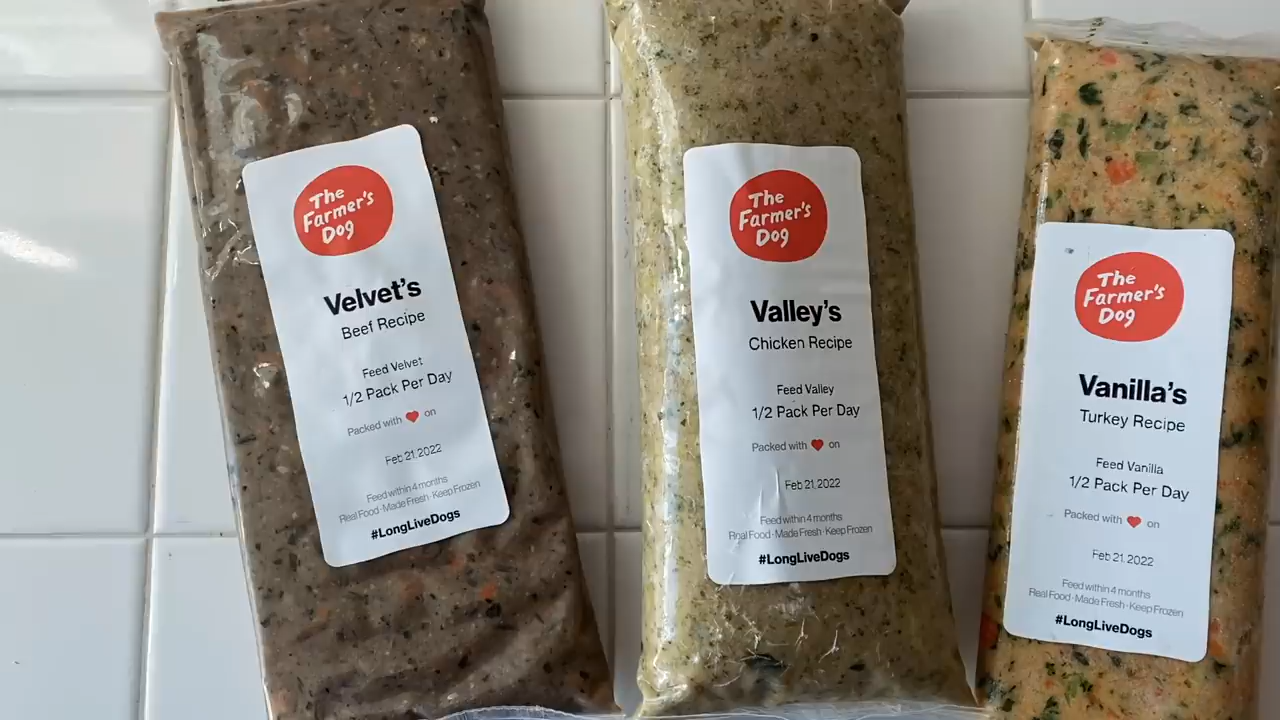 The
Farmer's
Dog
Velvet's
Beef Recipe
Feed Velvet
1/2 Pack Per Day
Packed with ❤ on
Feb 21, 2022
Feed within 4 months
Real Food · Made Fresh · Keep Frozen
#LongLiveDogs
The
Farmer's
Dog
Valley's
Chicken Recipe
Feed Valley
1/2 Pack Per Day
Packed with ❤ on
Feb 21, 2022
Feed within 4 months
Real Food · Made Fresh · Keep Frozen
#LongLiveDogs
The
Farmer's
Dog
Vanilla's
Turkey Recipe
Feed Vanilla
1/2 Pack Per Day
Packed with ❤ on
Feb 21, 2022
Feed within 4 months
Real Food · Made Fresh · Keep Frozen
#LongLiveDogs